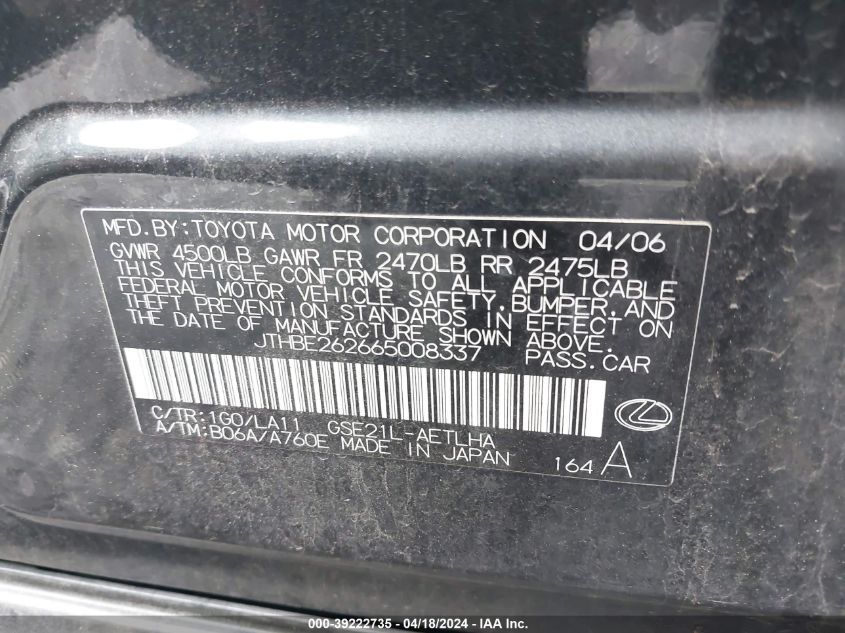 MFD.BY:TOYOTA MOTOR CORPORATION 04/06
GVWR 4500LB GAWR FR 2470LB RR 2475LB
THIS VEHICLE CONFORMS TO ALL APPLICABLE
FEDERAL MOTOR VEHICLE SAFETY,BUMPER,AND
THEFT PREVENTION STANDARDS IN EFFECT ON
THE DATE OF MANUFACTURE SHOWN ABOVE.
JTHBE262665008337 PASS.CAR
C/TR:1G0/LA11 GSE21L-AETLHA
A/TM:B06A/A760E MADE IN JAPAN 164 A
000-39222735 - 04/18/2024 - IAA Inc.